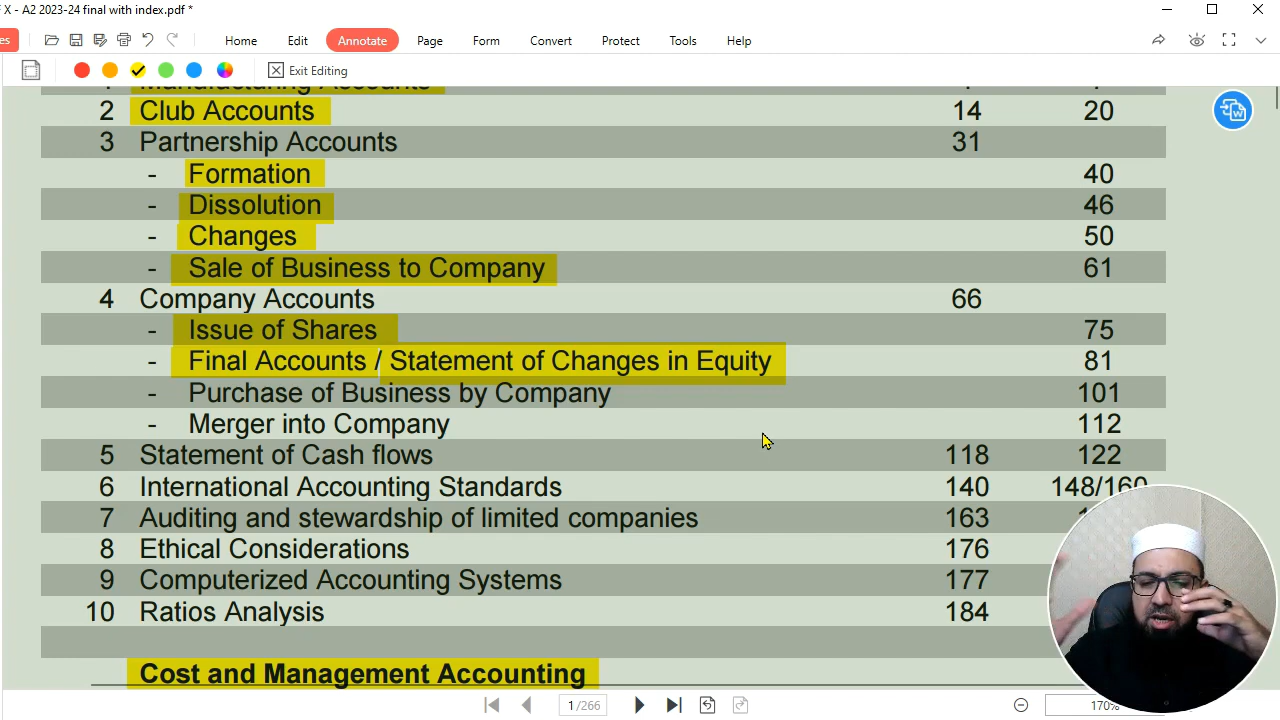 X - A2 2023-24 final with index.pdf *
Home Edit Annotate Page Form Convert Protect Tools Help
Exit Editing
Manufacturing Accounts
2 Club Accounts 14 20
3 Partnership Accounts 31
- Formation 40
- Dissolution 46
- Changes 50
- Sale of Business to Company 61
4 Company Accounts 66
- Issue of Shares 75
- Final Accounts / Statement of Changes in Equity 81
- Purchase of Business by Company 101
- Merger into Company 112
5 Statement of Cash flows 118 122
6 International Accounting Standards 140 148/160
7 Auditing and stewardship of limited companies 163
8 Ethical Considerations 176
9 Computerized Accounting Systems 177
10 Ratios Analysis 184
Cost and Management Accounting
1 /266
170%